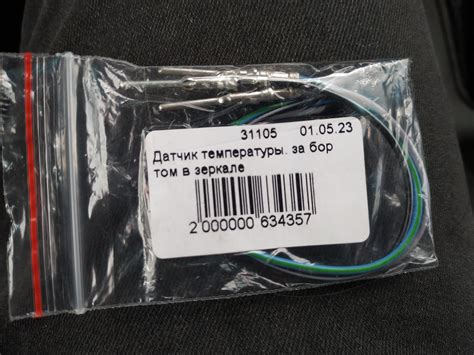 31105 01.05.23
Датчик температуры. за бор
том в зеркале
2 000000 634357